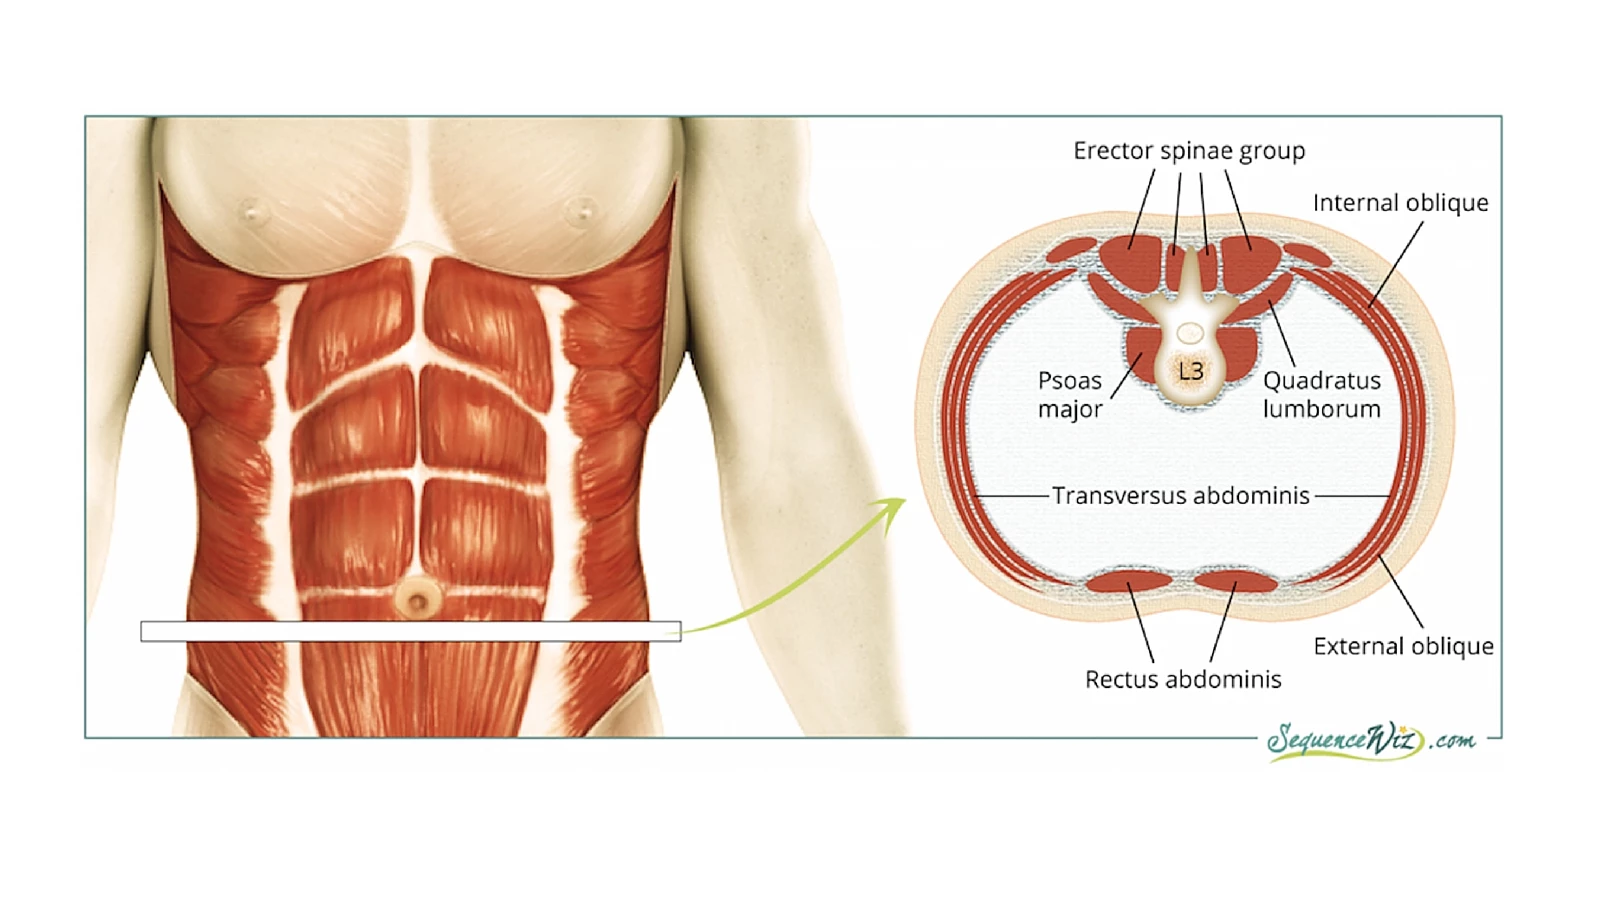 Erector spinae group
Internal oblique
Psoas
major
L3
Quadratus
lumborum
Transversus abdominis
External oblique
Rectus abdominis
SequenceWiz.com